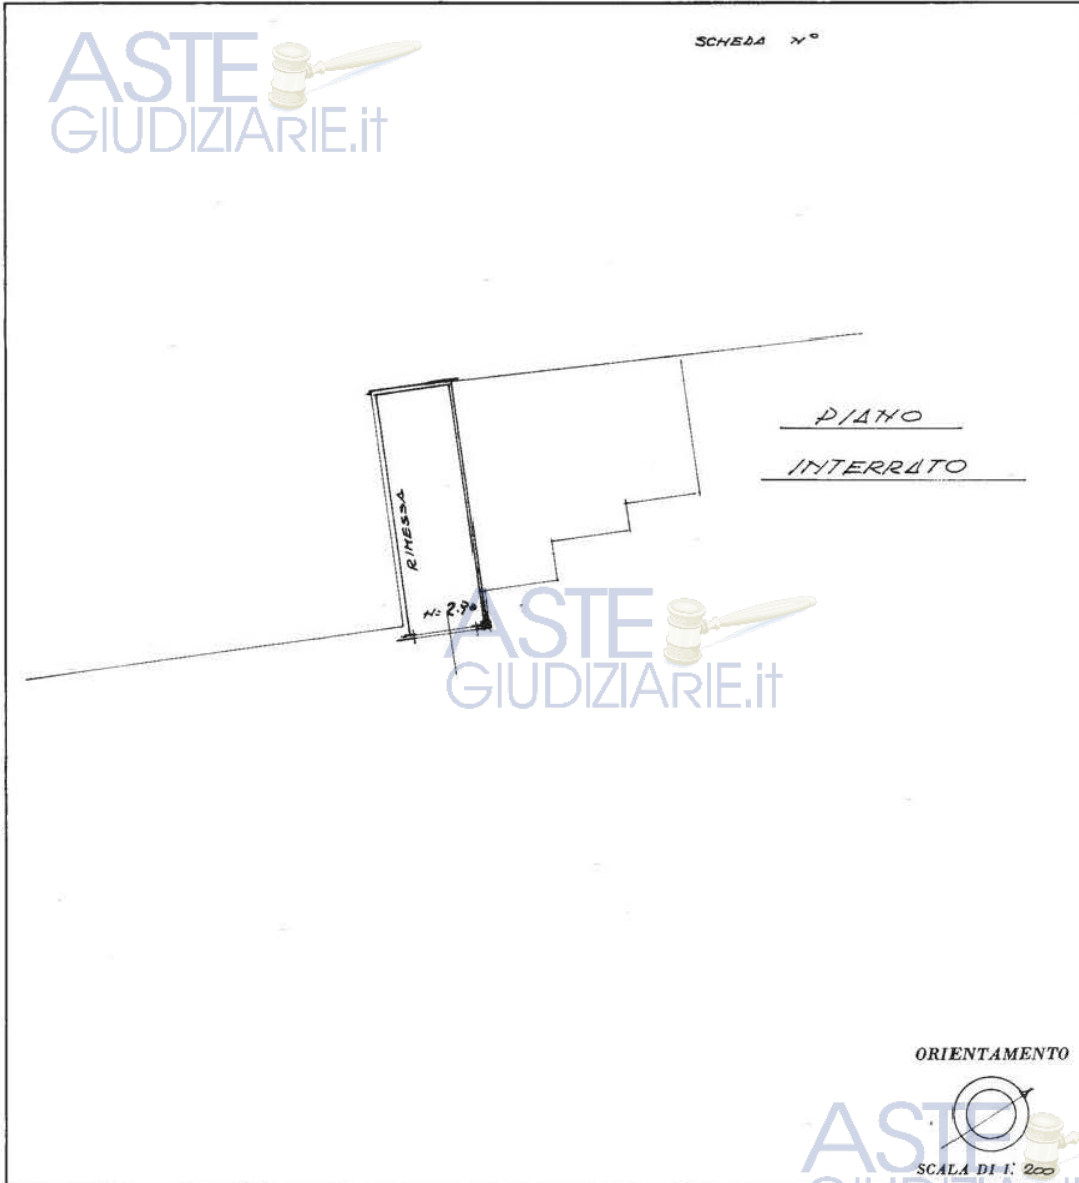 ASTE
GIUDIZIARIE.it
SCHEDA N°
PIANO
INTERRATO
RIMESSA
H: 2.90
ASTE
GIUDIZIARIE.it
ORIENTAMENTO
ASTE
SCALA DI 1: 200